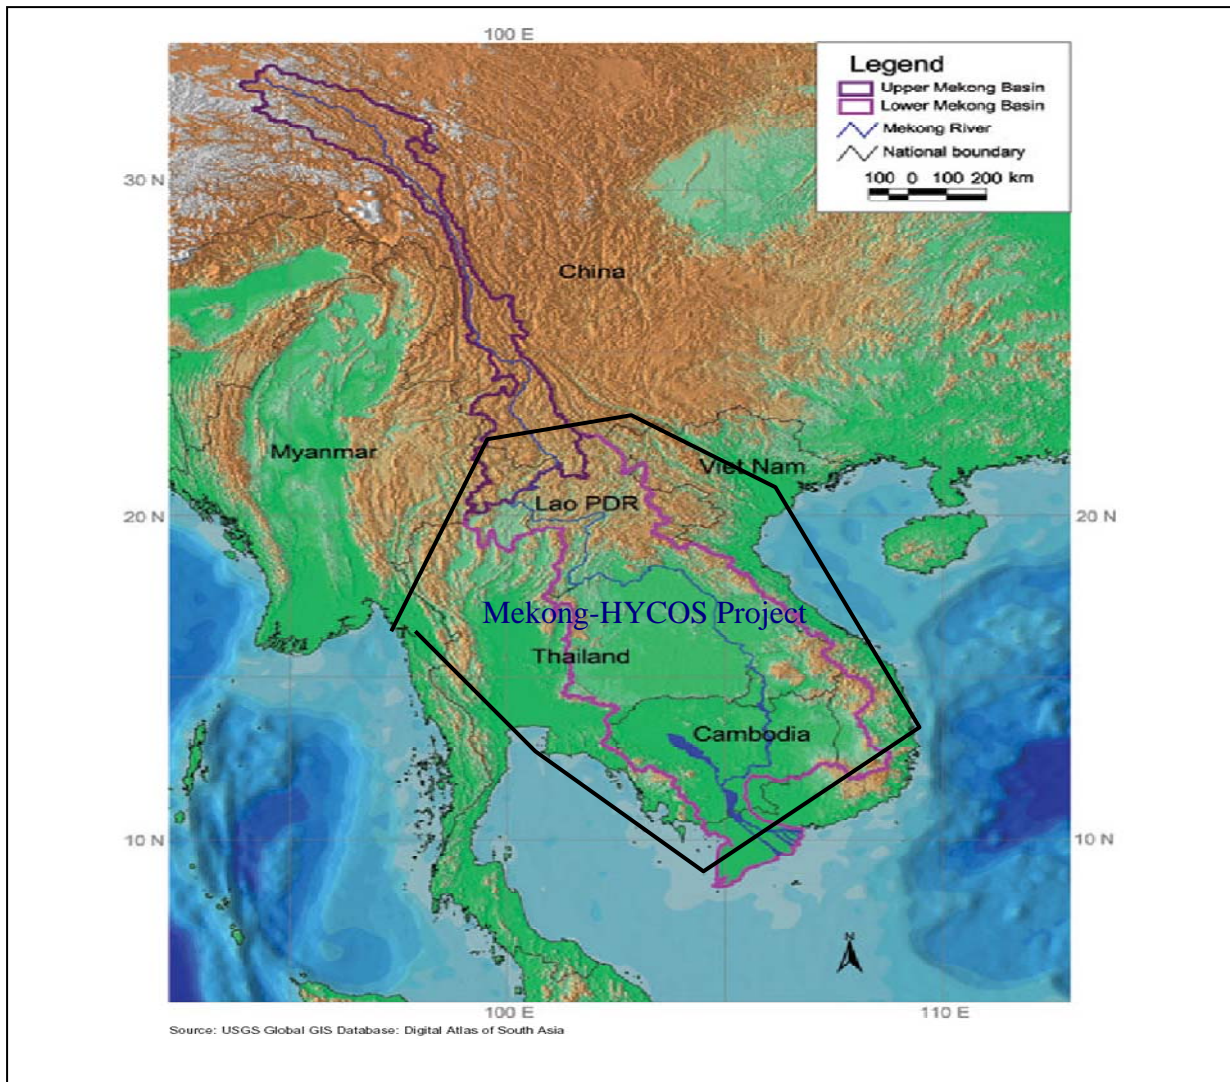 100 E
Legend
Upper Mekong Basin
Lower Mekong Basin
Mekong River
National boundary
100 0 100 200 km
30 N
China
Myanmar
Viet Nam
Lao PDR
20 N
20 N
Mekong-HYCOS Project
Thailand
Cambodia
10 N
10 N
N
100 E
110 E
Source: USGS Global GIS Database: Digital Atlas of South Asia